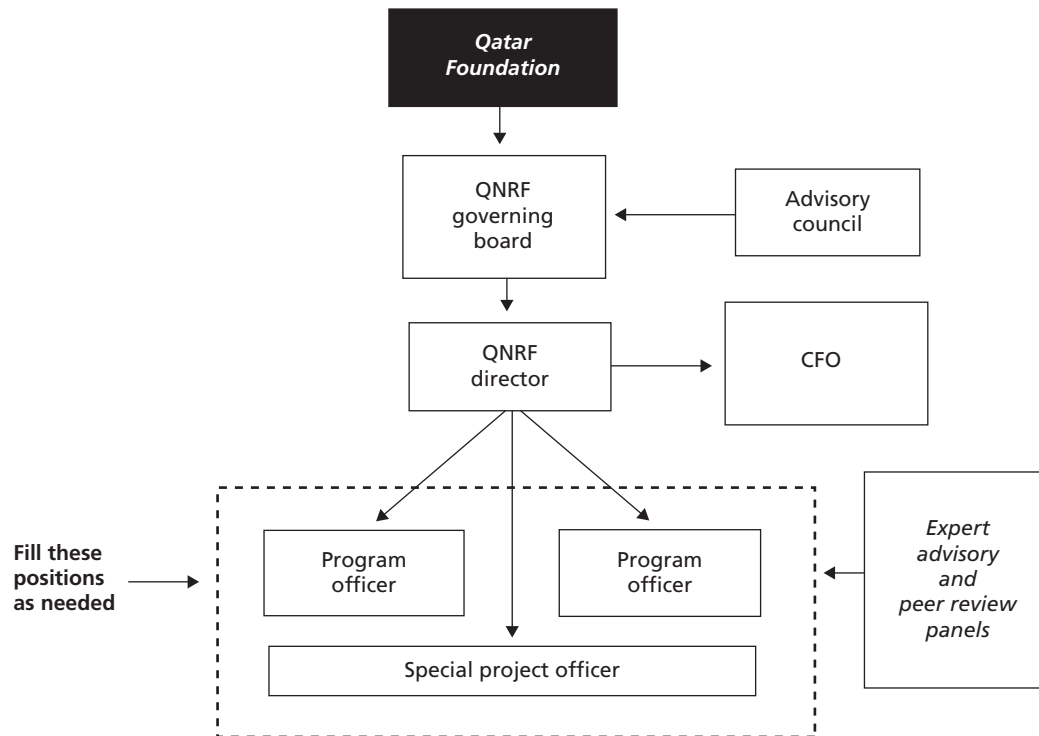 Qatar
Foundation
QNRF
governing
board
Advisory
council
QNRF
director
CFO
Fill these
positions
as needed
Program
officer
Program
officer
Expert
advisory
and
peer review
panels
Special project officer